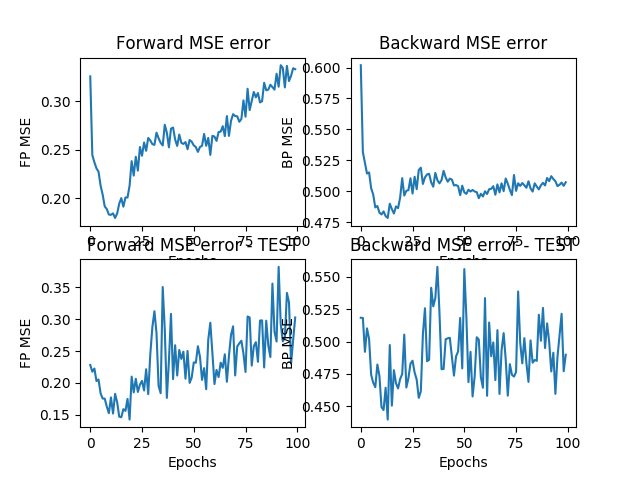 Forward MSE error
Backward MSE error
FP MSE
0.30
0.25
0.20
0 25 50 75 100
Epochs
BP MSE
0.600
0.575
0.550
0.525
0.500
0.475
0 25 50 75 100
Epochs
Forward MSE error - TEST
Backward MSE error - TEST
FP MSE
0.35
0.30
0.25
0.20
0.15
0 25 50 75 100
Epochs
BP MSE
0.550
0.525
0.500
0.475
0.450
0 25 50 75 100
Epochs